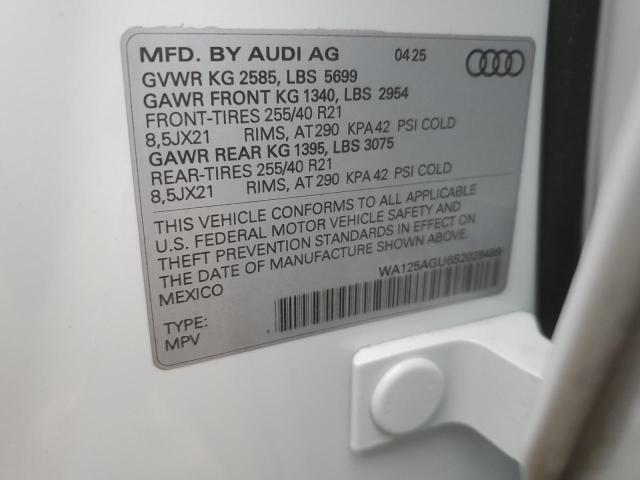 MFD. BY AUDI AG 04 25
GVWR KG 2585, LBS 5699
GAWR FRONT KG 1340, LBS 2954
FRONT-TIRES 255/40 R21
8,5JX21 RIMS, AT 290 KPA 42 PSI COLD
GAWR REAR KG 1395, LBS 3075
REAR-TIRES 255/40 R21
8,5JX21 RIMS, AT 290 KPA 42 PSI COLD
THIS VEHICLE CONFORMS TO ALL APPLICABLE
U.S. FEDERAL MOTOR VEHICLE SAFETY AND
THEFT PREVENTION STANDARDS IN EFFECT ON
THE DATE OF MANUFACTURE SHOWN ABOVE.
MEXICO
WA125AGU6S2028489
TYPE:
MPV